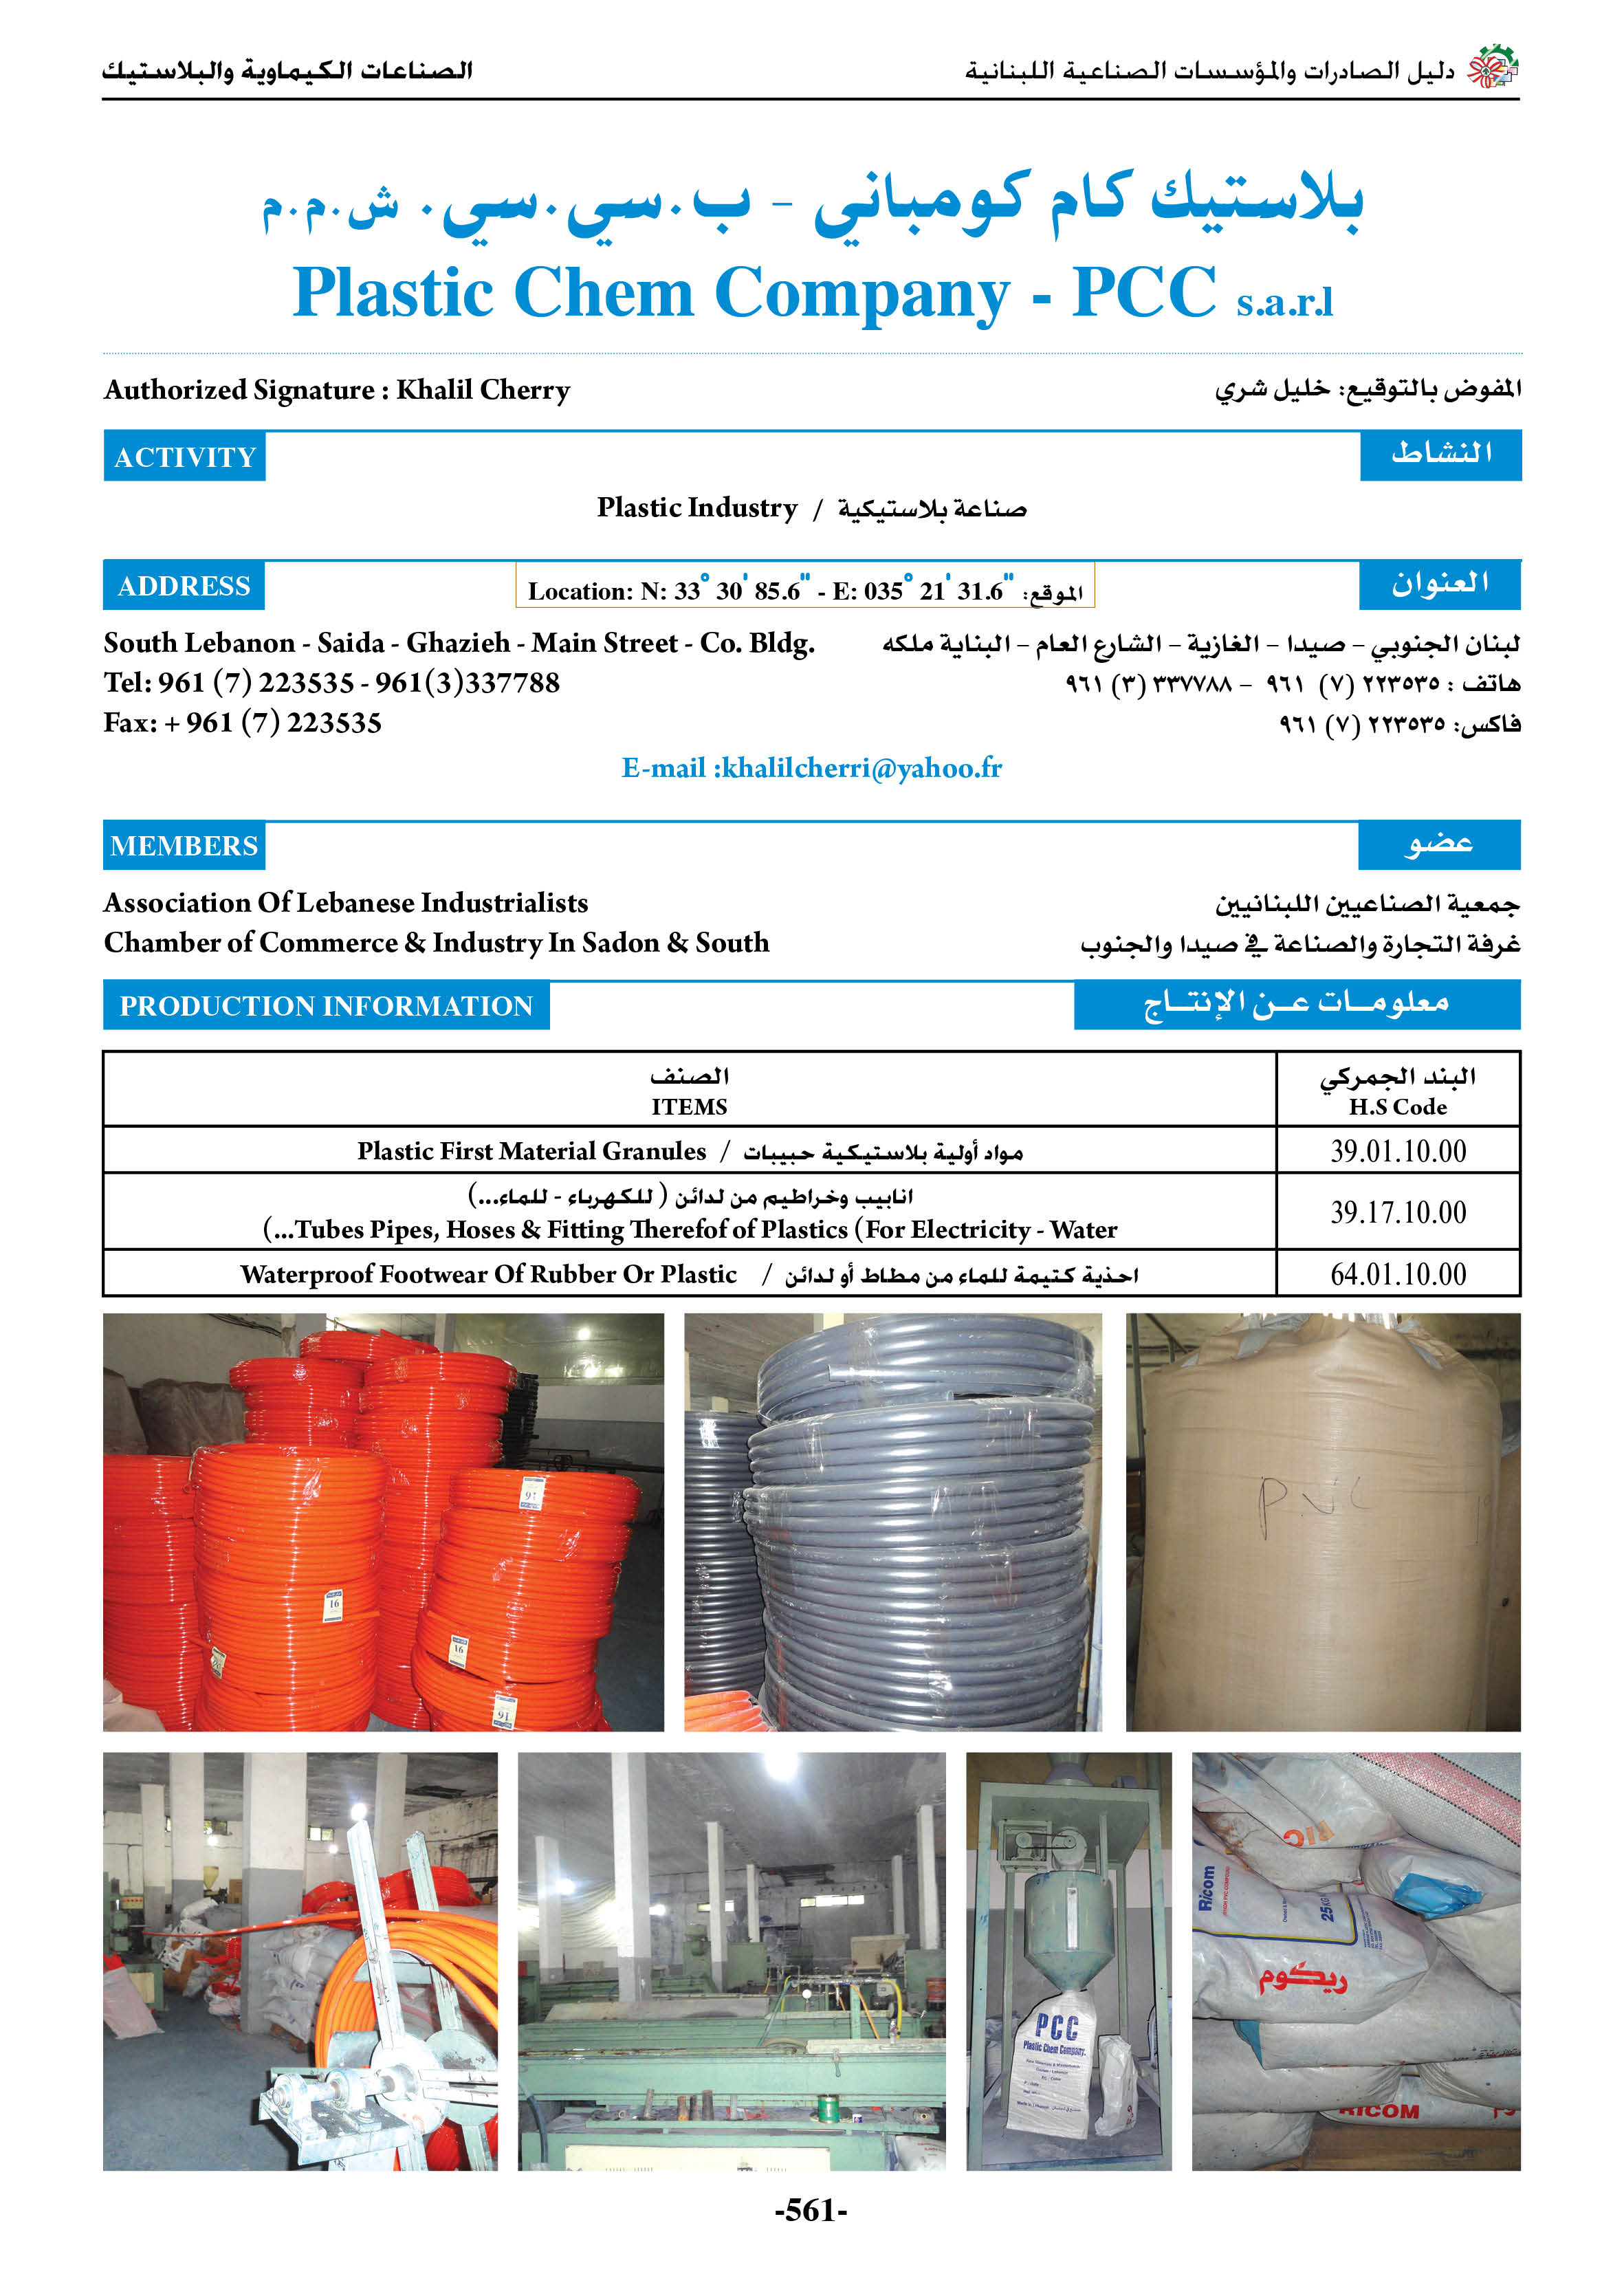 دليل الصادرات والمؤسسات الصناعية اللبنانية
الصناعات الكيماوية والبلاستيك
بلاستيك كام كومباني - ب.سي.سي. ش.م.م
Plastic Chem Company - PCC s.a.r.l
Authorized Signature : Khalil Cherry
المفوض بالتوقيع: خليل شري
ACTIVITY
النشاط
Plastic Industry / صناعة بلاستيكية
ADDRESS
Location: N: 33° 30' 85.6" - E: 035° 21' 31.6" الموقع:
العنوان
South Lebanon - Saida - Ghazieh - Main Street - Co. Bldg.
لبنان الجنوبي - صيدا - الغازية - الشارع العام - البناية ملكه
Tel: 961 (7) 223535 - 961(3)337788
هاتف : ٢٢٣٥٣٥ (٧) ٩٦١ - ٣٣٧٧٨٨ (٣) ٩٦١
Fax: + 961 (7) 223535
فاكس: ٢٢٣٥٣٥ (٧) ٩٦١
E-mail :khalilcherri@yahoo.fr
MEMBERS
عضو
Association Of Lebanese Industrialists
جمعية الصناعيين اللبنانيين
Chamber of Commerce & Industry In Sadon & South
غرفة التجارة والصناعة في صيدا والجنوب
PRODUCTION INFORMATION
معلومات عن الإنتاج
الصنف
ITEMS
البند الجمركي
H.S Code
Plastic First Material Granules / مواد أولية بلاستيكية حبيبات
39.01.10.00
انابيب وخراطيم من لدائن ( للكهرباء - للماء...)
(...Tubes Pipes, Hoses & Fitting Therefof of Plastics (For Electricity - Water
39.17.10.00
Waterproof Footwear Of Rubber Or Plastic / احذية كتيمة للماء من مطاط أو لدائن
64.01.10.00
16
16
16
16
PVC
PCC
Plastic Chem Company
Ricom
25KG
ريكوم
RICOM
-561-